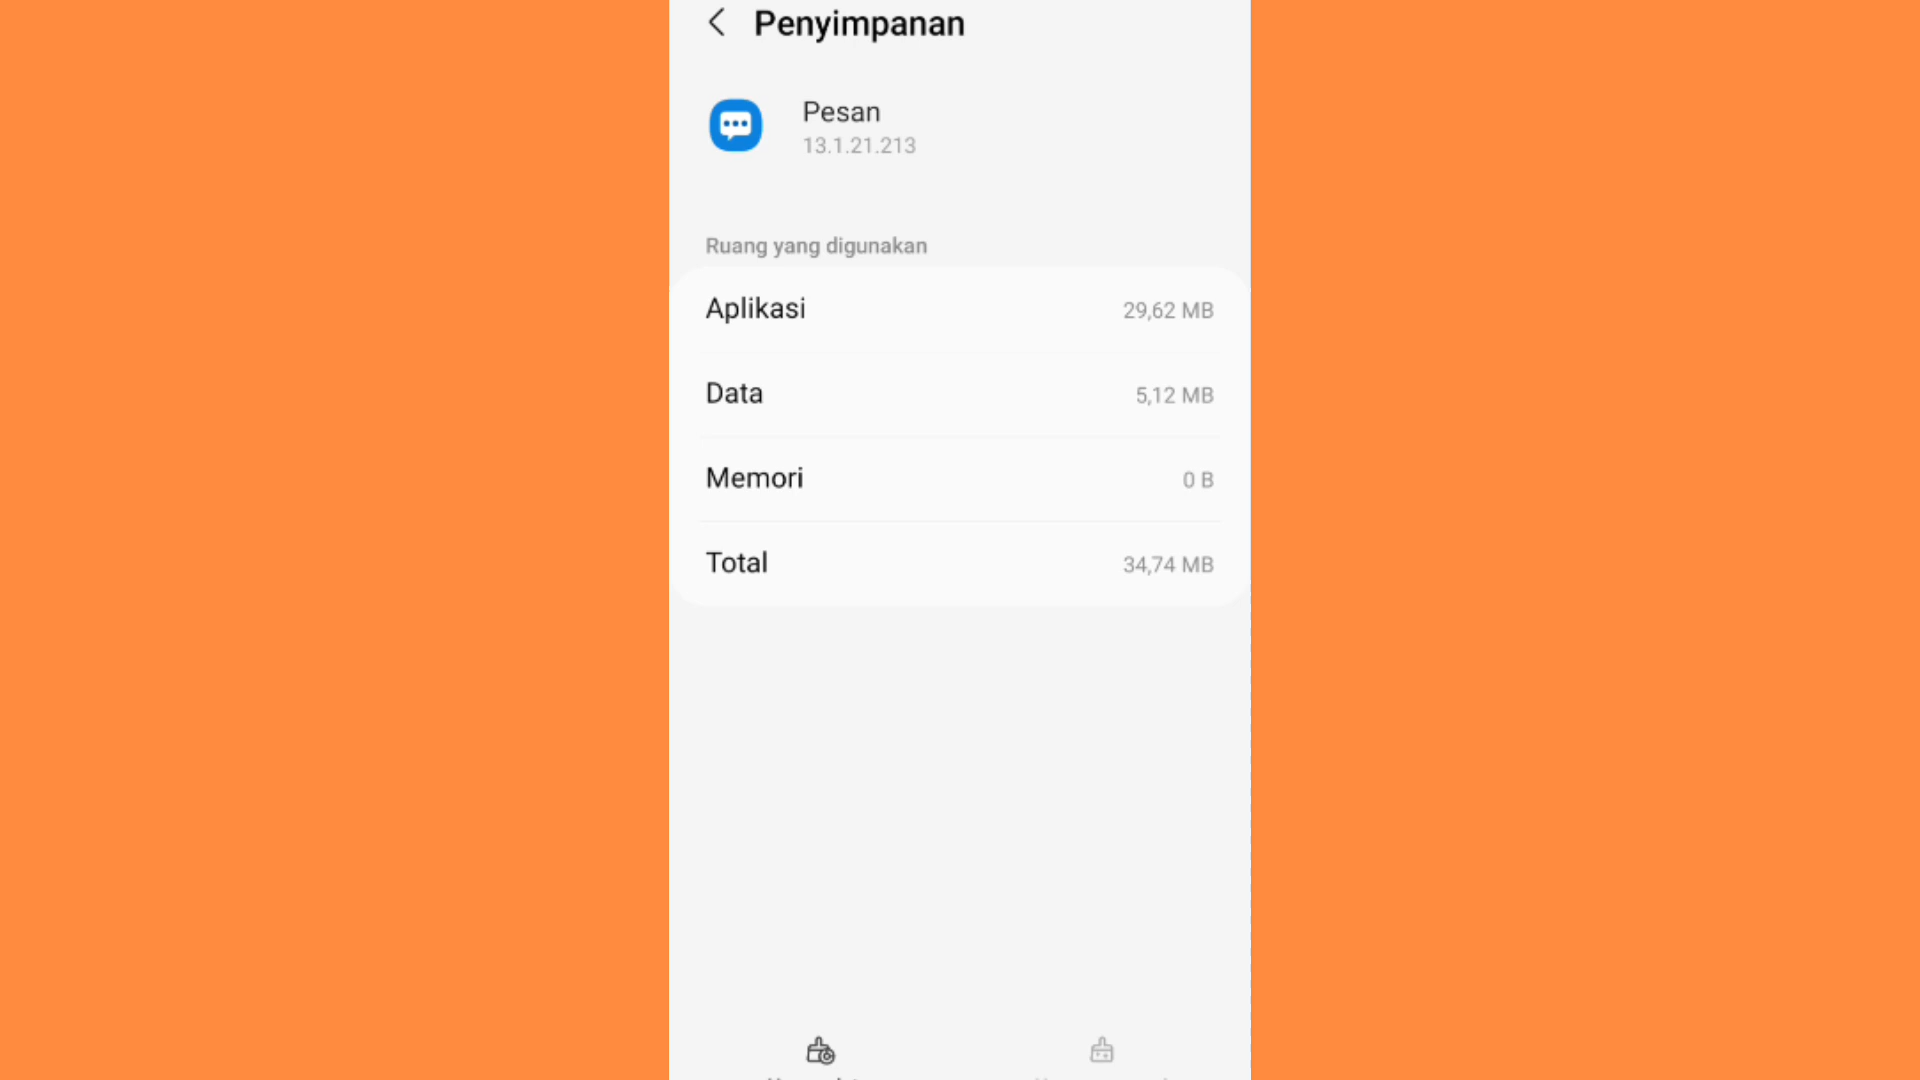 Penyimpanan
Pesan
13.1.21.213
Ruang yang digunakan
Aplikasi 29,62 MB
Data 5,12 MB
Memori 0 B
Total 34,74 MB